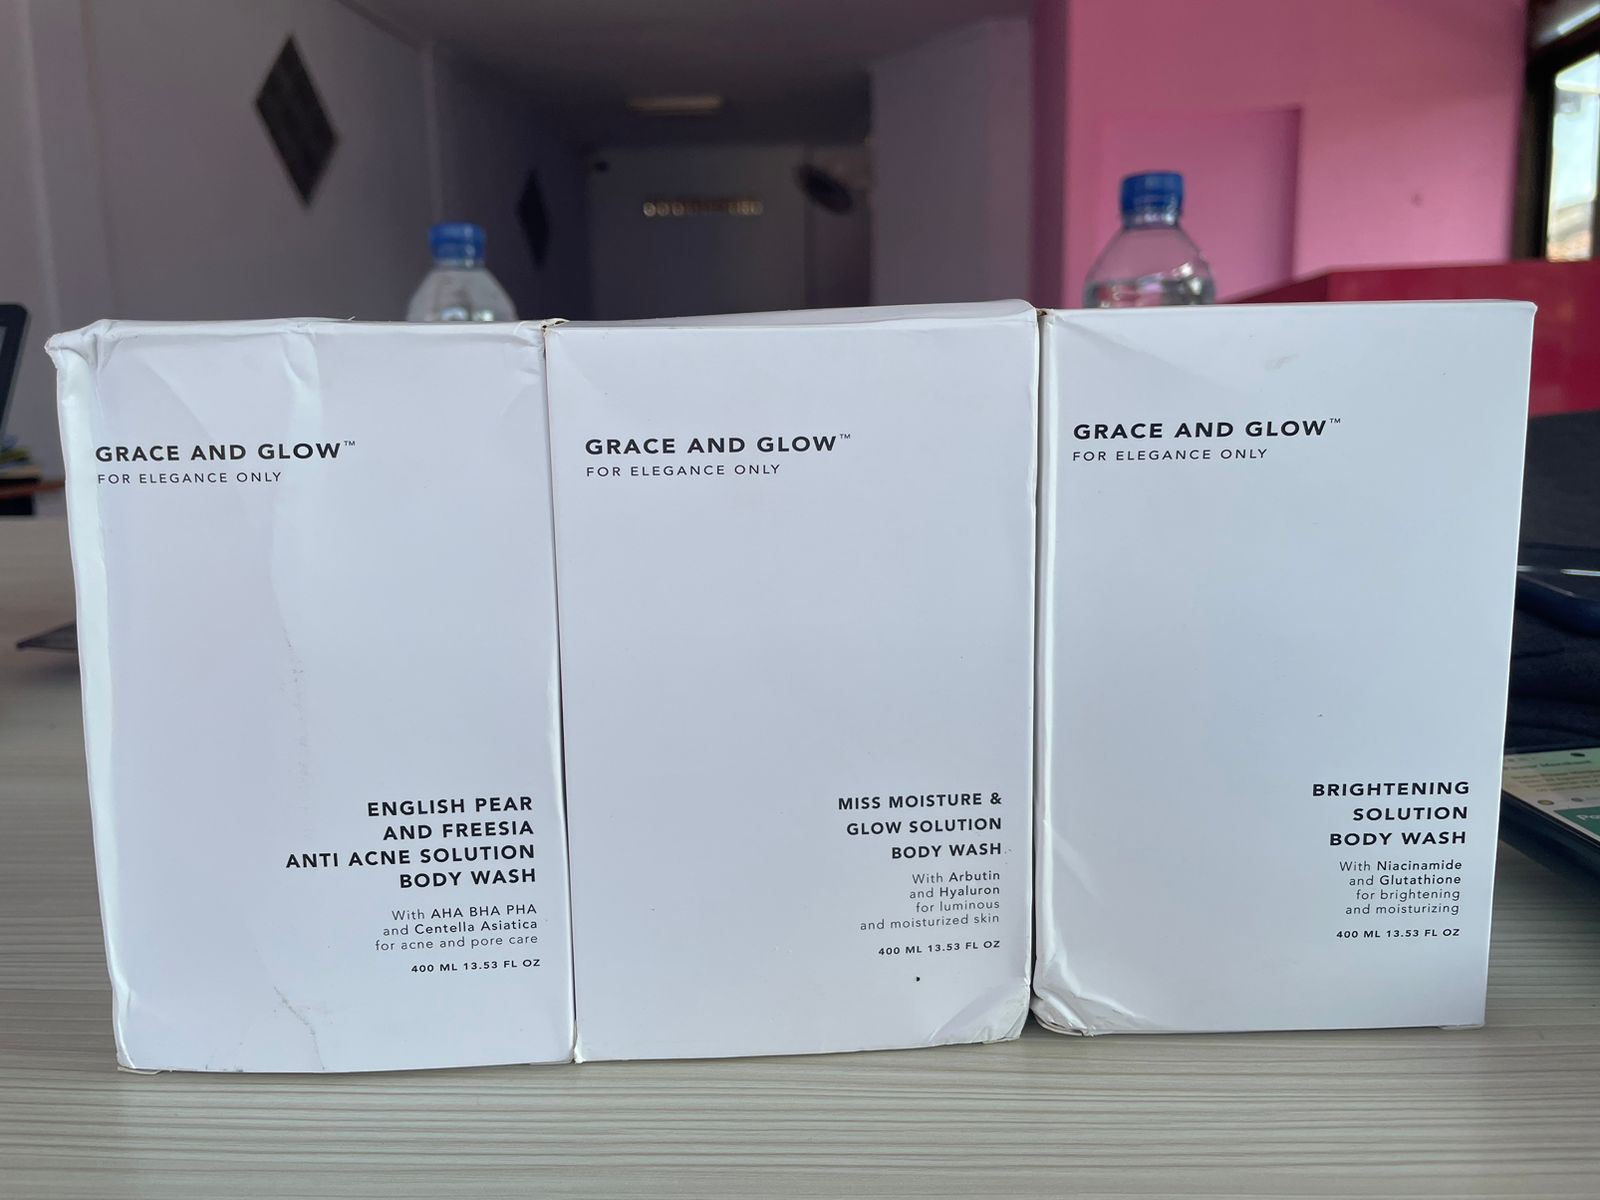 GRACE AND GLOW™
FOR ELEGANCE ONLY
ENGLISH PEAR
AND FREESIA
ANTI ACNE SOLUTION
BODY WASH
With AHA BHA PHA
and Centella Asiatica
for acne and pore care
400 ML 13.53 FL OZ
GRACE AND GLOW™
FOR ELEGANCE ONLY
MISS MOISTURE &
GLOW SOLUTION
BODY WASH
With Arbutin
and Hyaluron
for luminous
and moisturized skin
400 ML 13.53 FL OZ
GRACE AND GLOW™
FOR ELEGANCE ONLY
BRIGHTENING
SOLUTION
BODY WASH
With Niacinamide
and Glutathione
for brightening
and moisturizing
400 ML 13.53 FL OZ